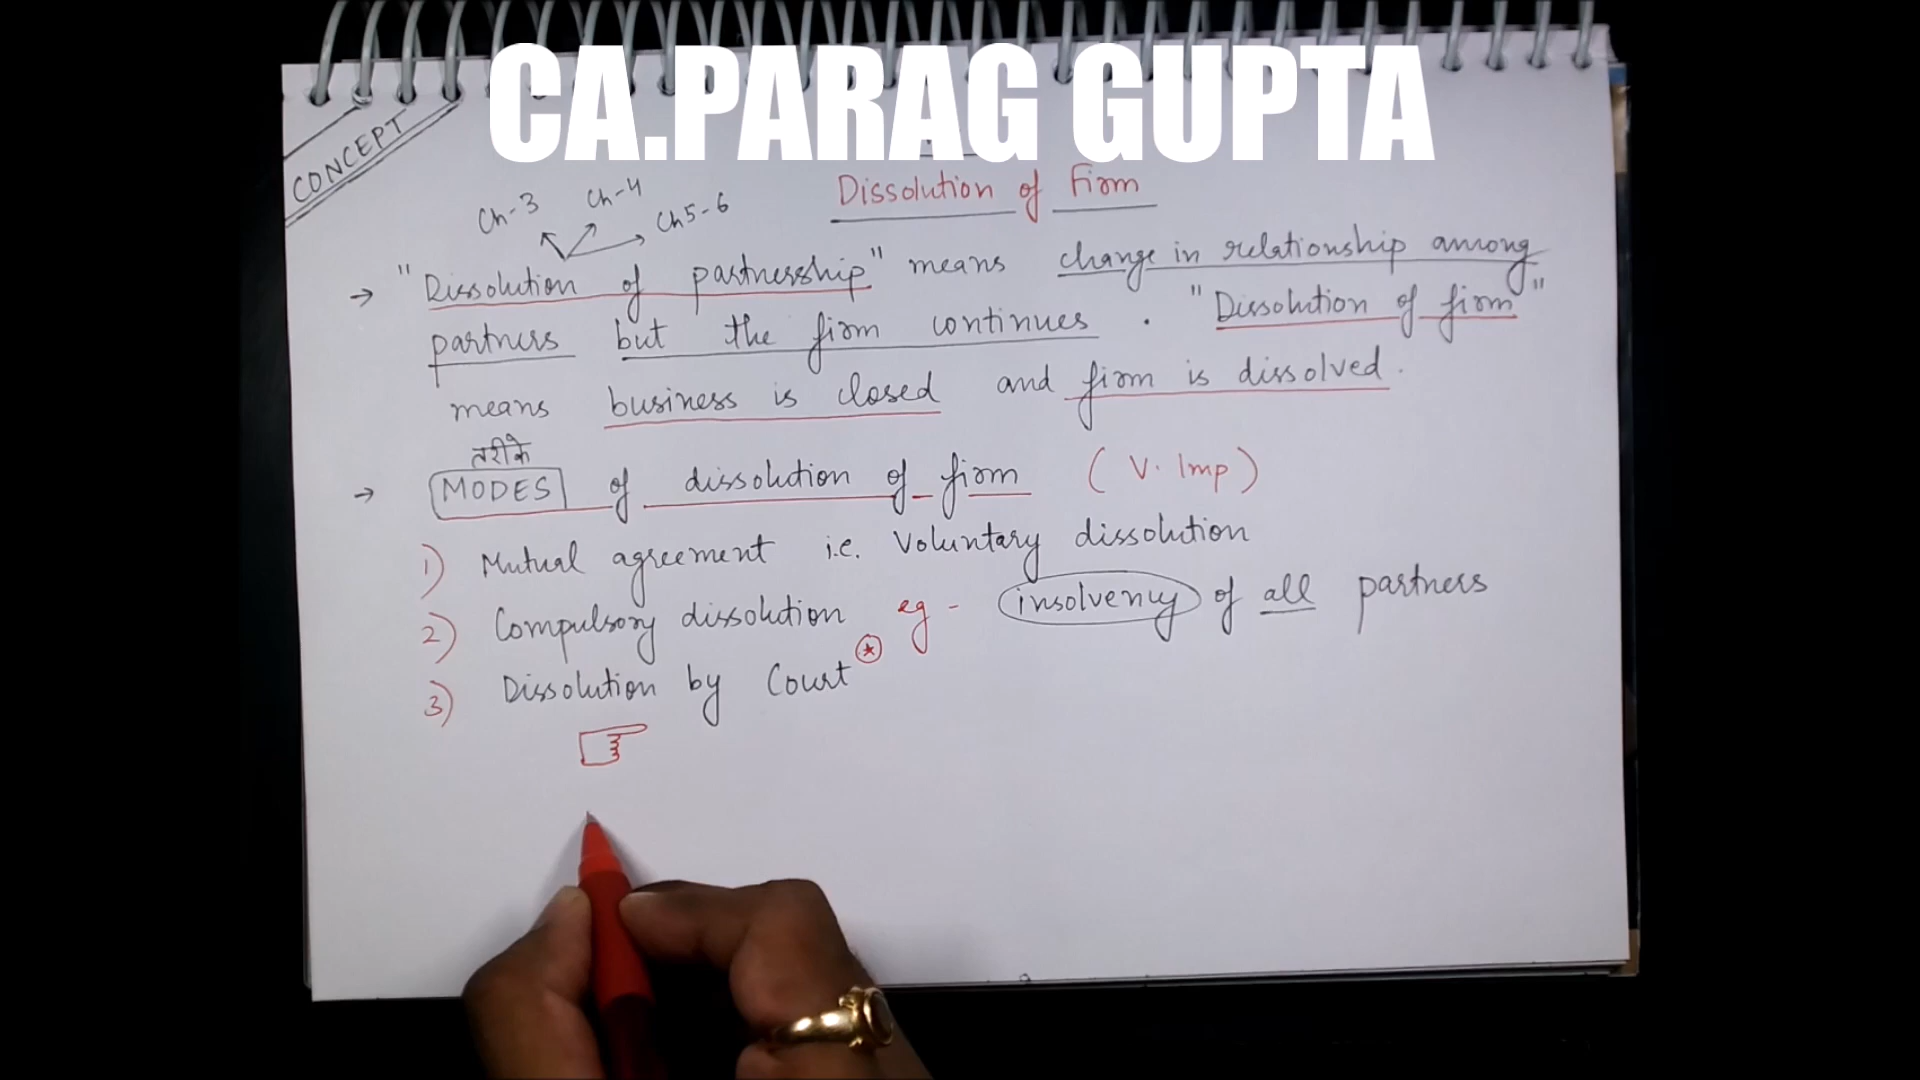 CA.PARAG GUPTA
CONCEPT
Dissolution of Firm
Ch-3 Ch-4 Ch5-6
→ "Dissolution of partnership" means change in relationship among
partners but the firm continues. "Dissolution of firm"
means business is closed and firm is dissolved.
तरीके
→ MODES of dissolution of firm (V. Imp)
1) Mutual agreement i.e. Voluntary dissolution
2) Compulsory dissolution eg - insolvency of all partners
3) Dissolution by Court